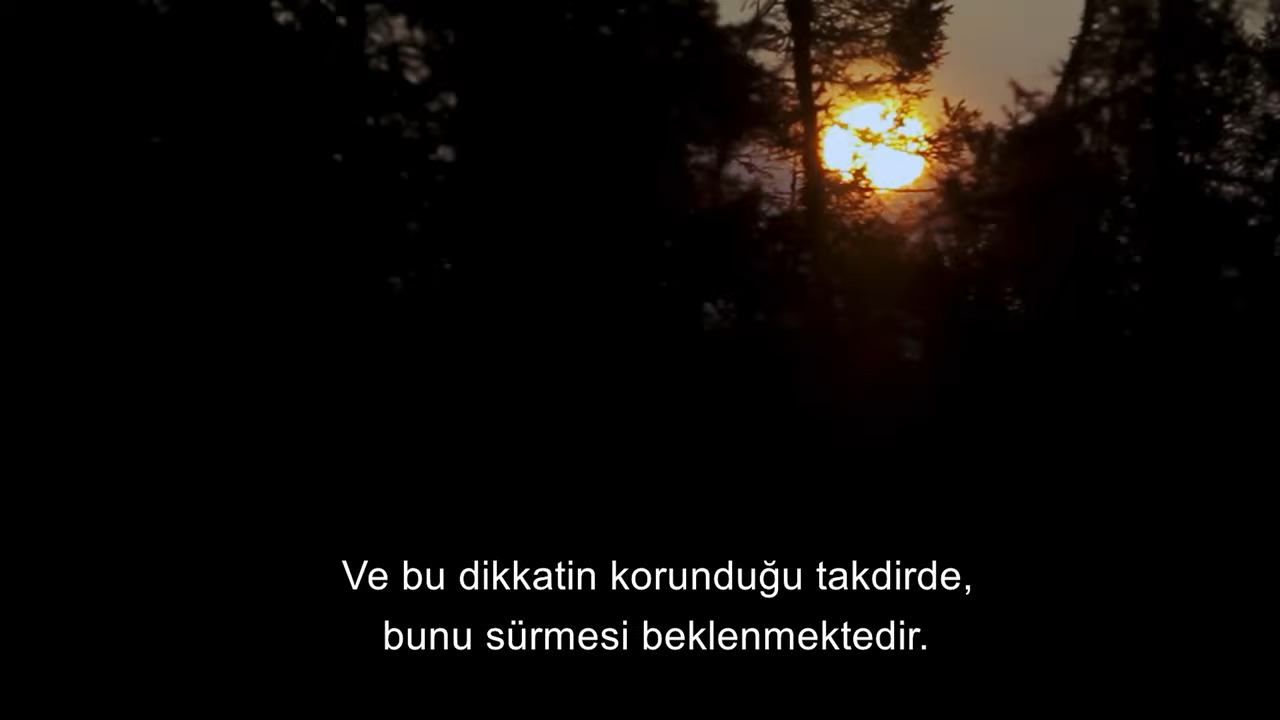 Ve bu dikkatin korunduğu takdirde,
bunu sürmesi beklenmektedir.